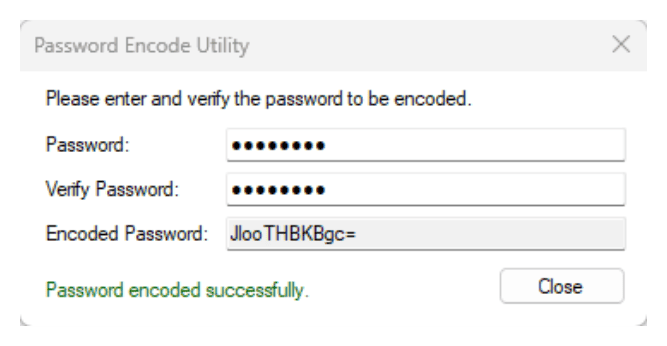 Password Encode Utility
Please enter and verify the password to be encoded.
Password: ●●●●●●●●
Verify Password: ●●●●●●●●
Encoded Password: JlooTHBKBgc=
Password encoded successfully. Close